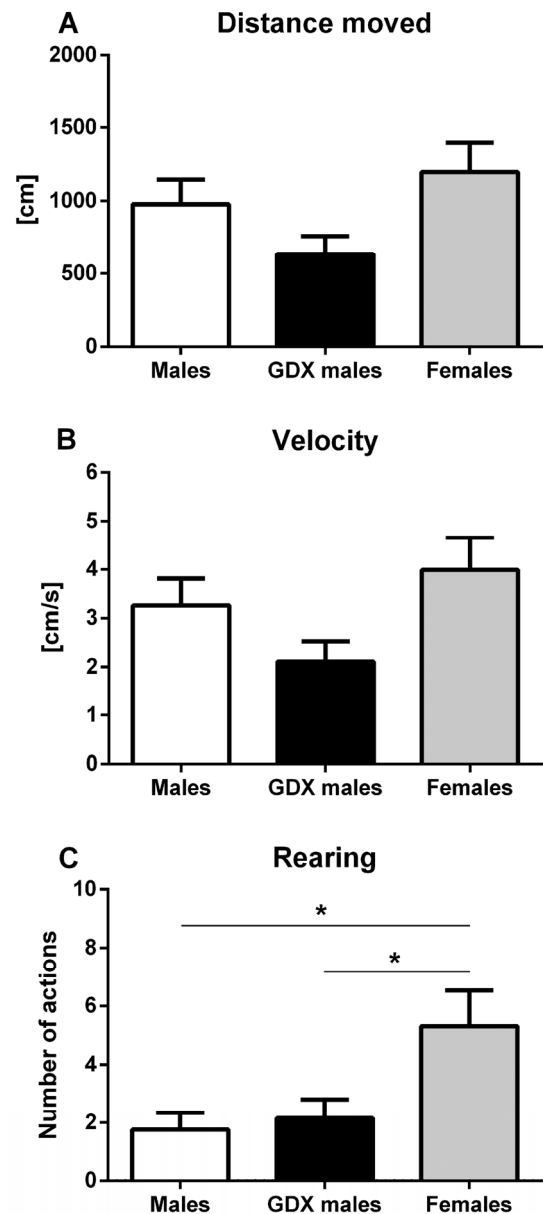 A Distance moved
2000
1500
1000
500
0
[cm]
Males GDX males Females
B Velocity
6
5
4
3
2
1
0
[cm/s]
Males GDX males Females
C Rearing
10
8
6
4
2
0
Number of actions
*
*
Males GDX males Females